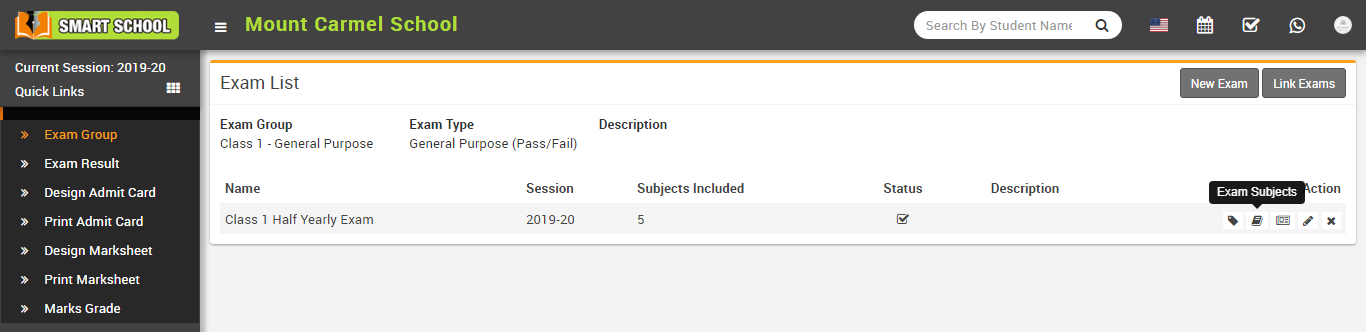 SMART SCHOOL
Mount Carmel School
Search By Student Name
Current Session: 2019-20
Quick Links
Exam Group
Exam Result
Design Admit Card
Print Admit Card
Design Marksheet
Print Marksheet
Marks Grade
Exam List
New Exam Link Exams
Exam Group Exam Type Description
Class 1 - General Purpose General Purpose (Pass/Fail)
Exam Subjects
Name Session Subjects Included Status Description Action
Class 1 Half Yearly Exam 2019-20 5